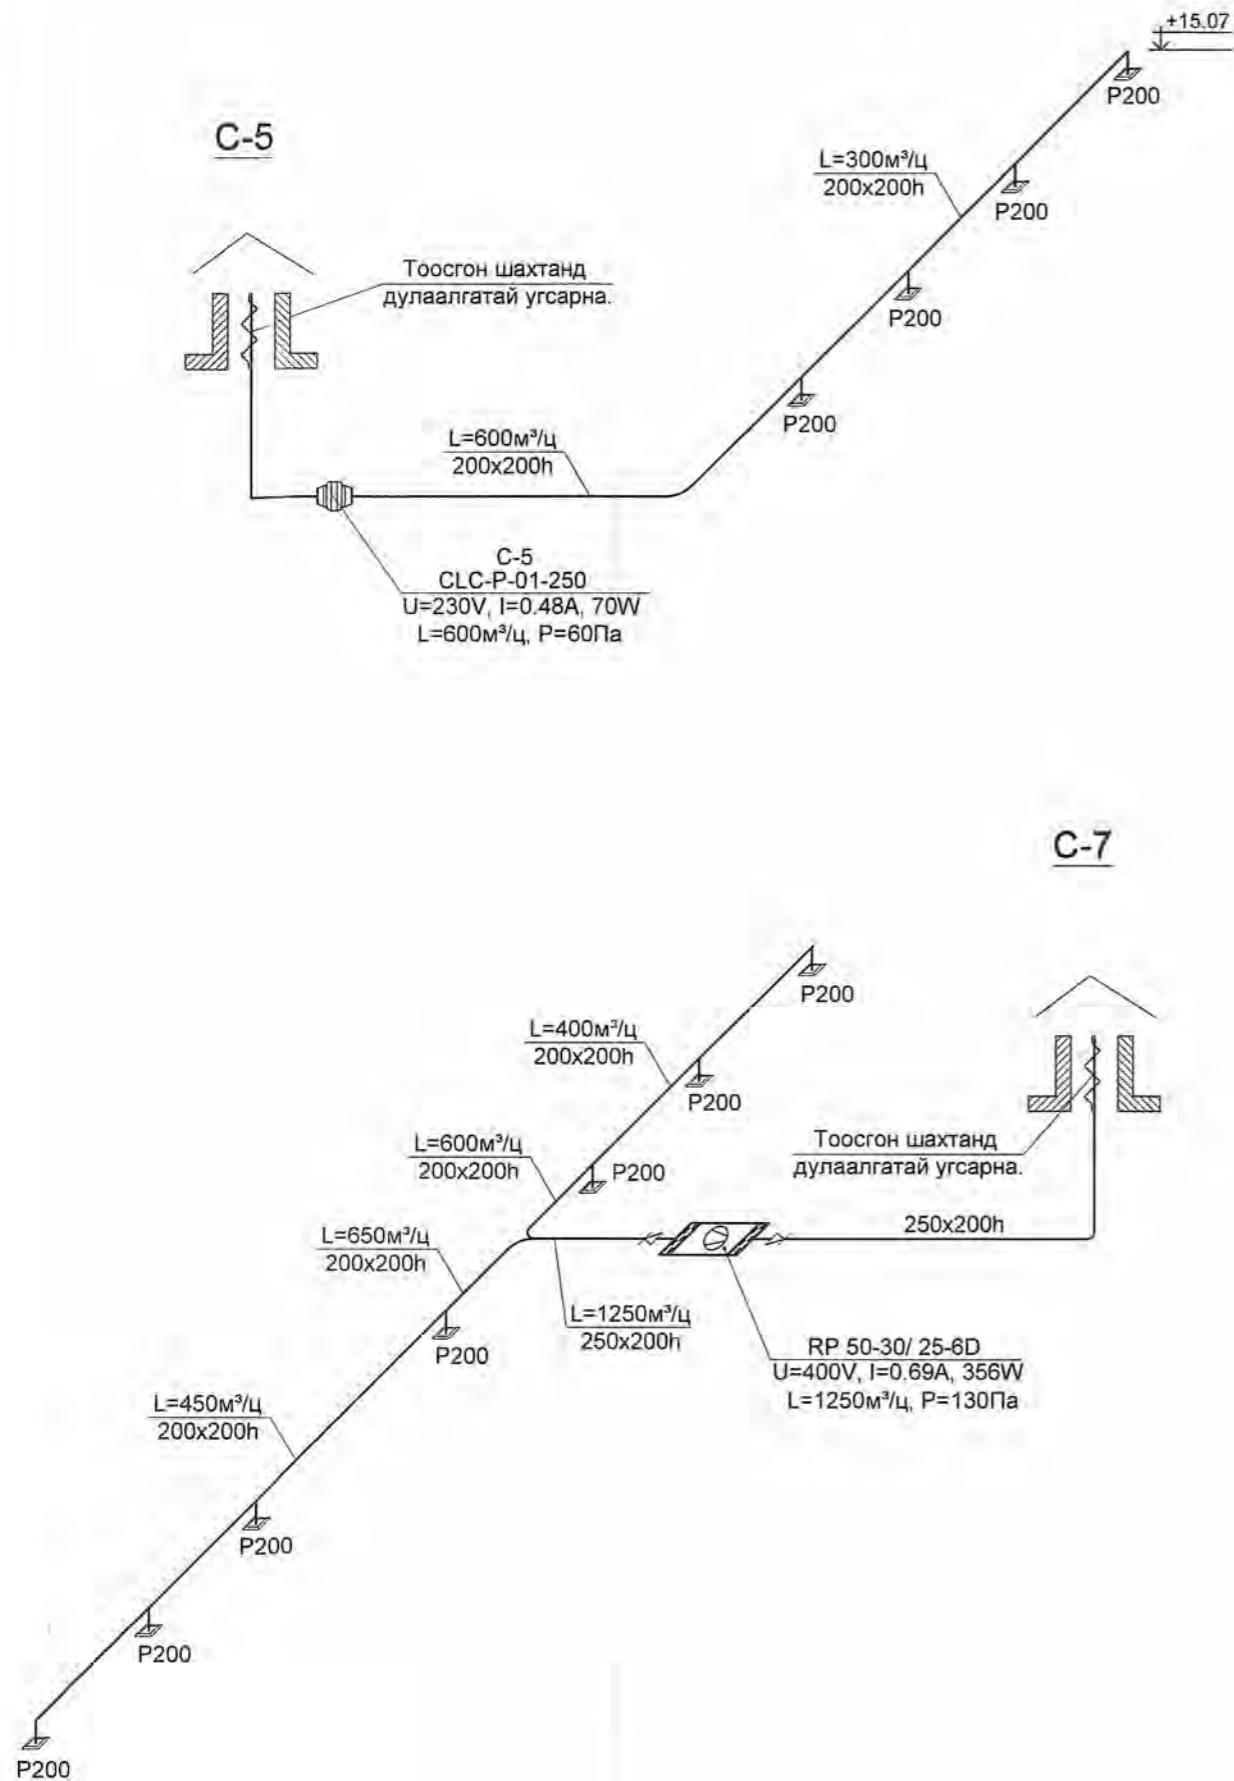 +15.07
P200
C-5
L=300м³/ц
200x200h
P200
Тоосгон шахтанд
дулаалгатай угсарна.
P200
P200
L=600м³/ц
200x200h
C-5
CLC-P-01-250
U=230V, I=0.48A, 70W
L=600м³/ц, P=60Па
C-7
P200
L=400м³/ц
200x200h
P200
L=600м³/ц
200x200h
P200
Тоосгон шахтанд
дулаалгатай угсарна.
250x200h
L=650м³/ц
200x200h
L=1250м³/ц
250x200h
P200
RP 50-30/ 25-6D
U=400V, I=0.69A, 356W
L=1250м³/ц, P=130Па
L=450м³/ц
200x200h
P200
P200
P200